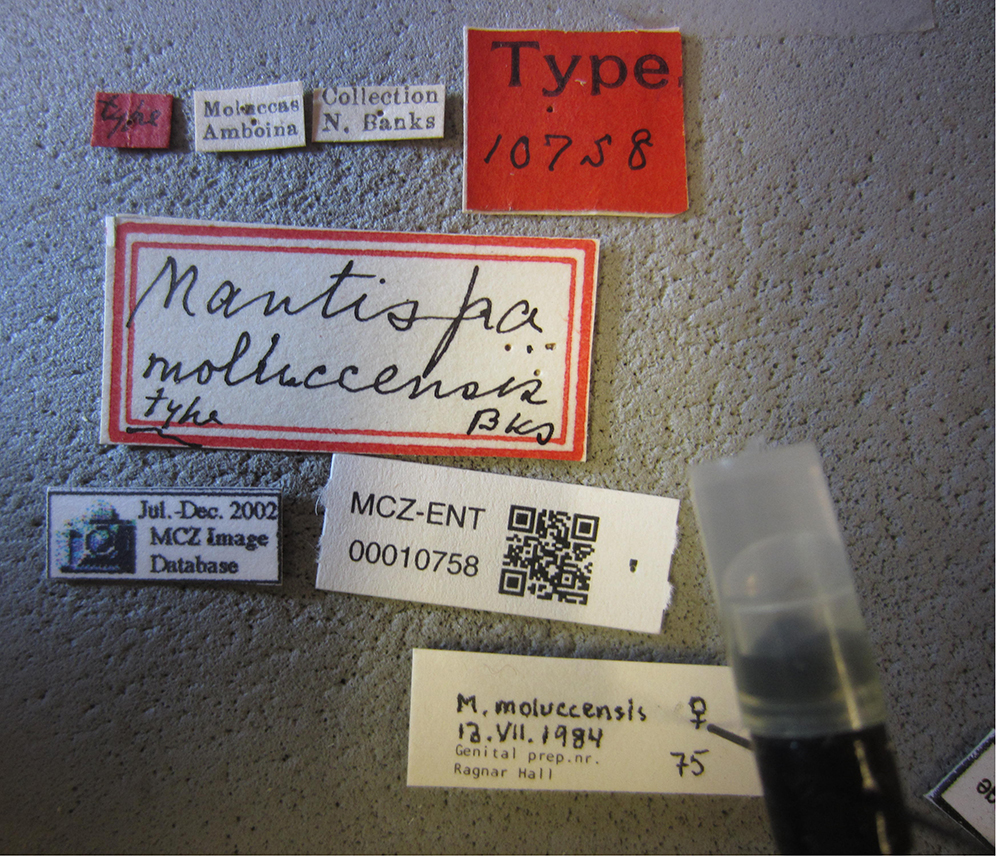 type
Moluccas
Amboina
Collection
N. Banks
Type
10758
Mantispa
moluccensis
type
Bks
Jul.-Dec. 2002
MCZ Image
Database
MCZ-ENT
00010758
M. moluccensis ♀
12.VII.1984
Genital prep.nr. 75
Ragnar Hall